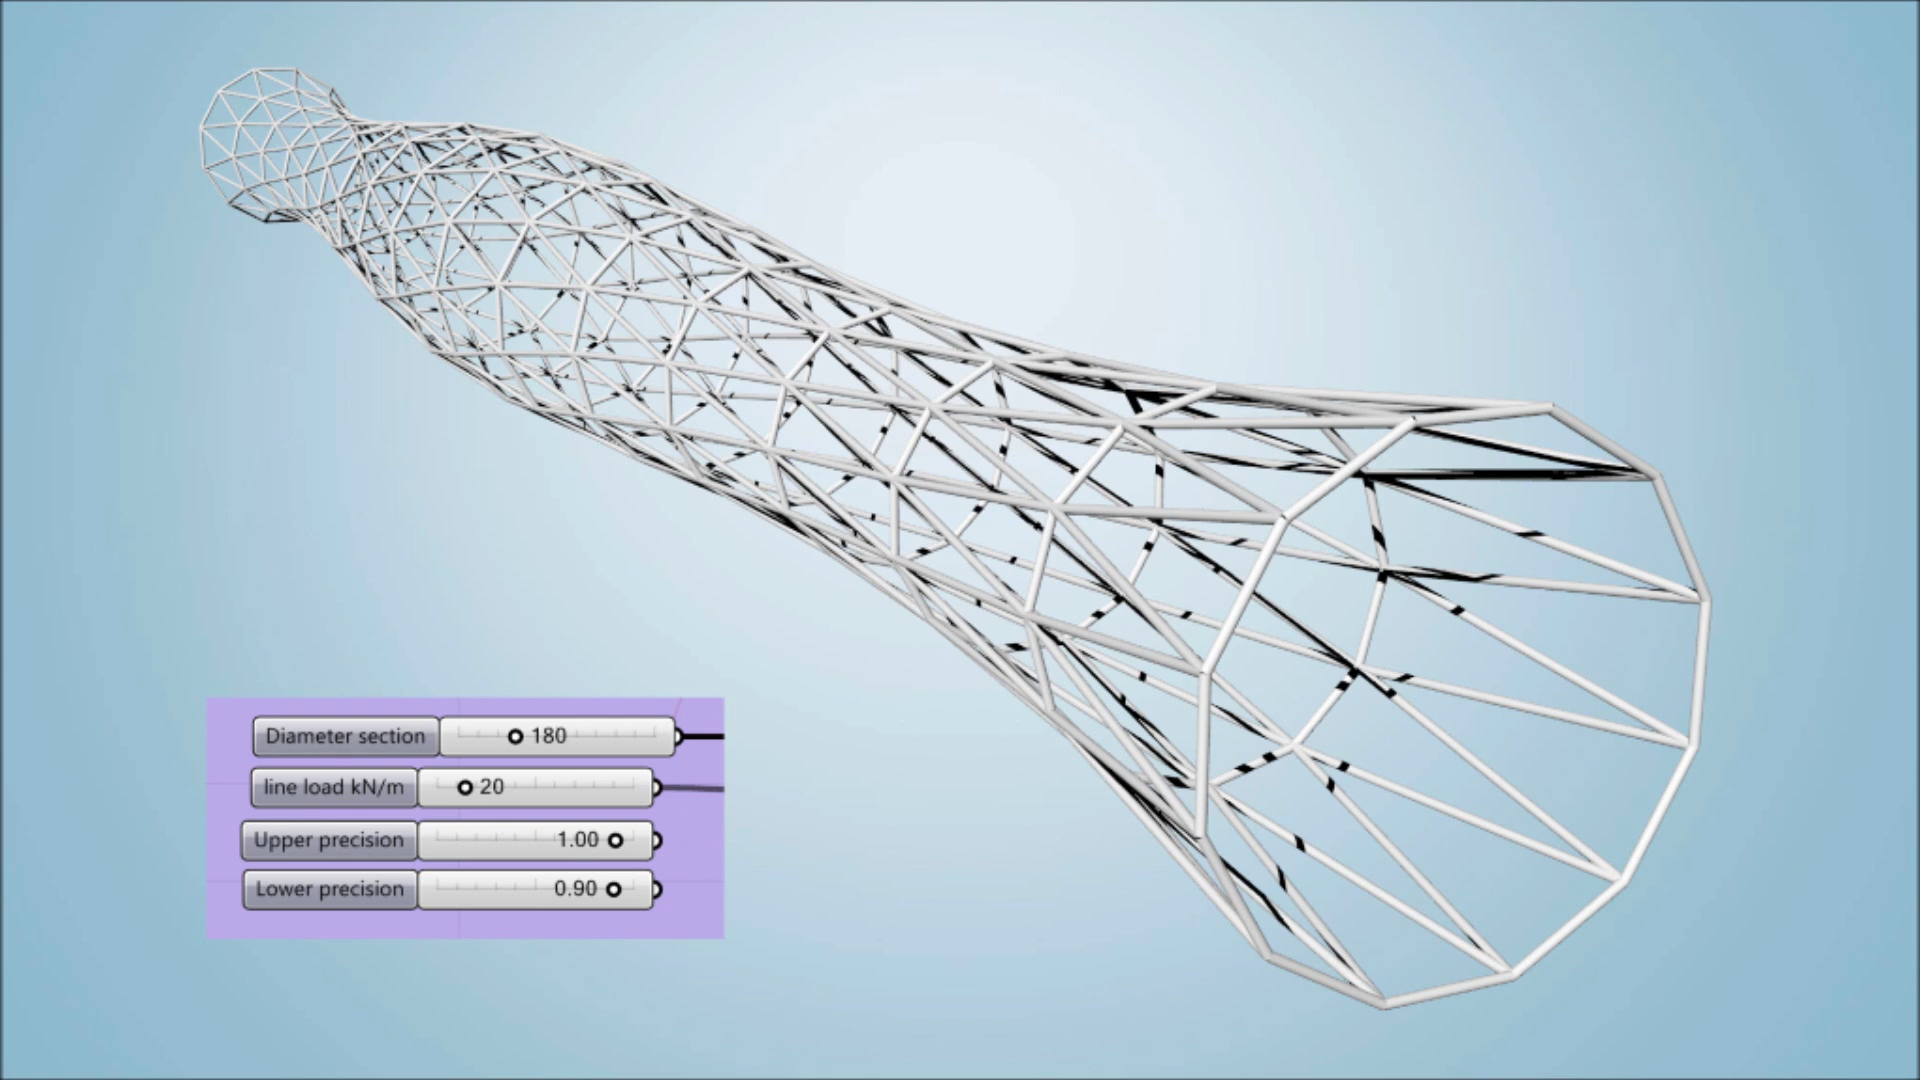 Diameter section 180
line load kN/m 20
Upper precision 1.00
Lower precision 0.90